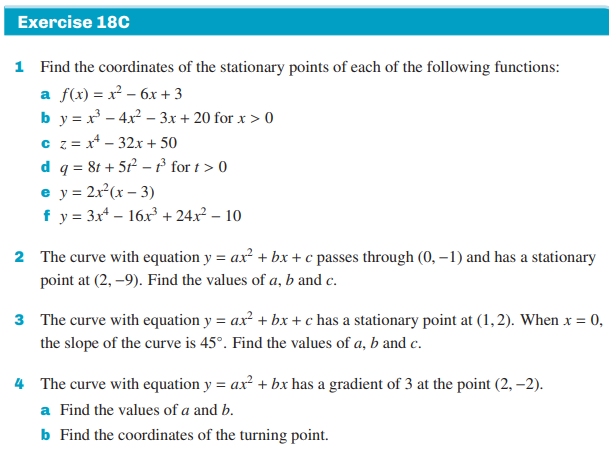 Exercise 18C
1 Find the coordinates of the stationary points of each of the following functions:
a f(x) = x² − 6x + 3
b y = x³ − 4x² − 3x + 20 for x > 0
c z = x⁴ − 32x + 50
d q = 8t + 5t² − t³ for t > 0
e y = 2x²(x − 3)
f y = 3x⁴ − 16x³ + 24x² − 10
2 The curve with equation y = ax² + bx + c passes through (0, −1) and has a stationary
point at (2, −9). Find the values of a, b and c.
3 The curve with equation y = ax² + bx + c has a stationary point at (1, 2). When x = 0,
the slope of the curve is 45°. Find the values of a, b and c.
4 The curve with equation y = ax² + bx has a gradient of 3 at the point (2, −2).
a Find the values of a and b.
b Find the coordinates of the turning point.